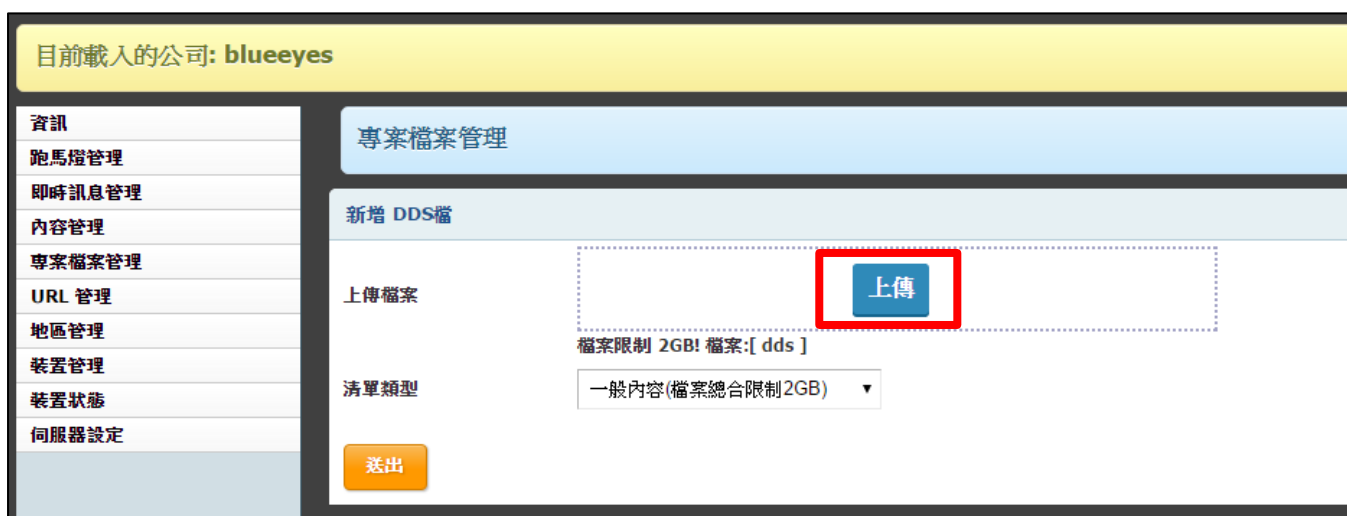 目前載入的公司: blueeyes
資訊
跑馬燈管理
即時訊息管理
內容管理
專案檔案管理
URL 管理
地區管理
裝置管理
裝置狀態
伺服器設定
專案檔案管理
新增 DDS檔
上傳檔案
上傳
檔案限制 2GB! 檔案:[ dds ]
清單類型
一般內容(檔案總合限制2GB)
送出